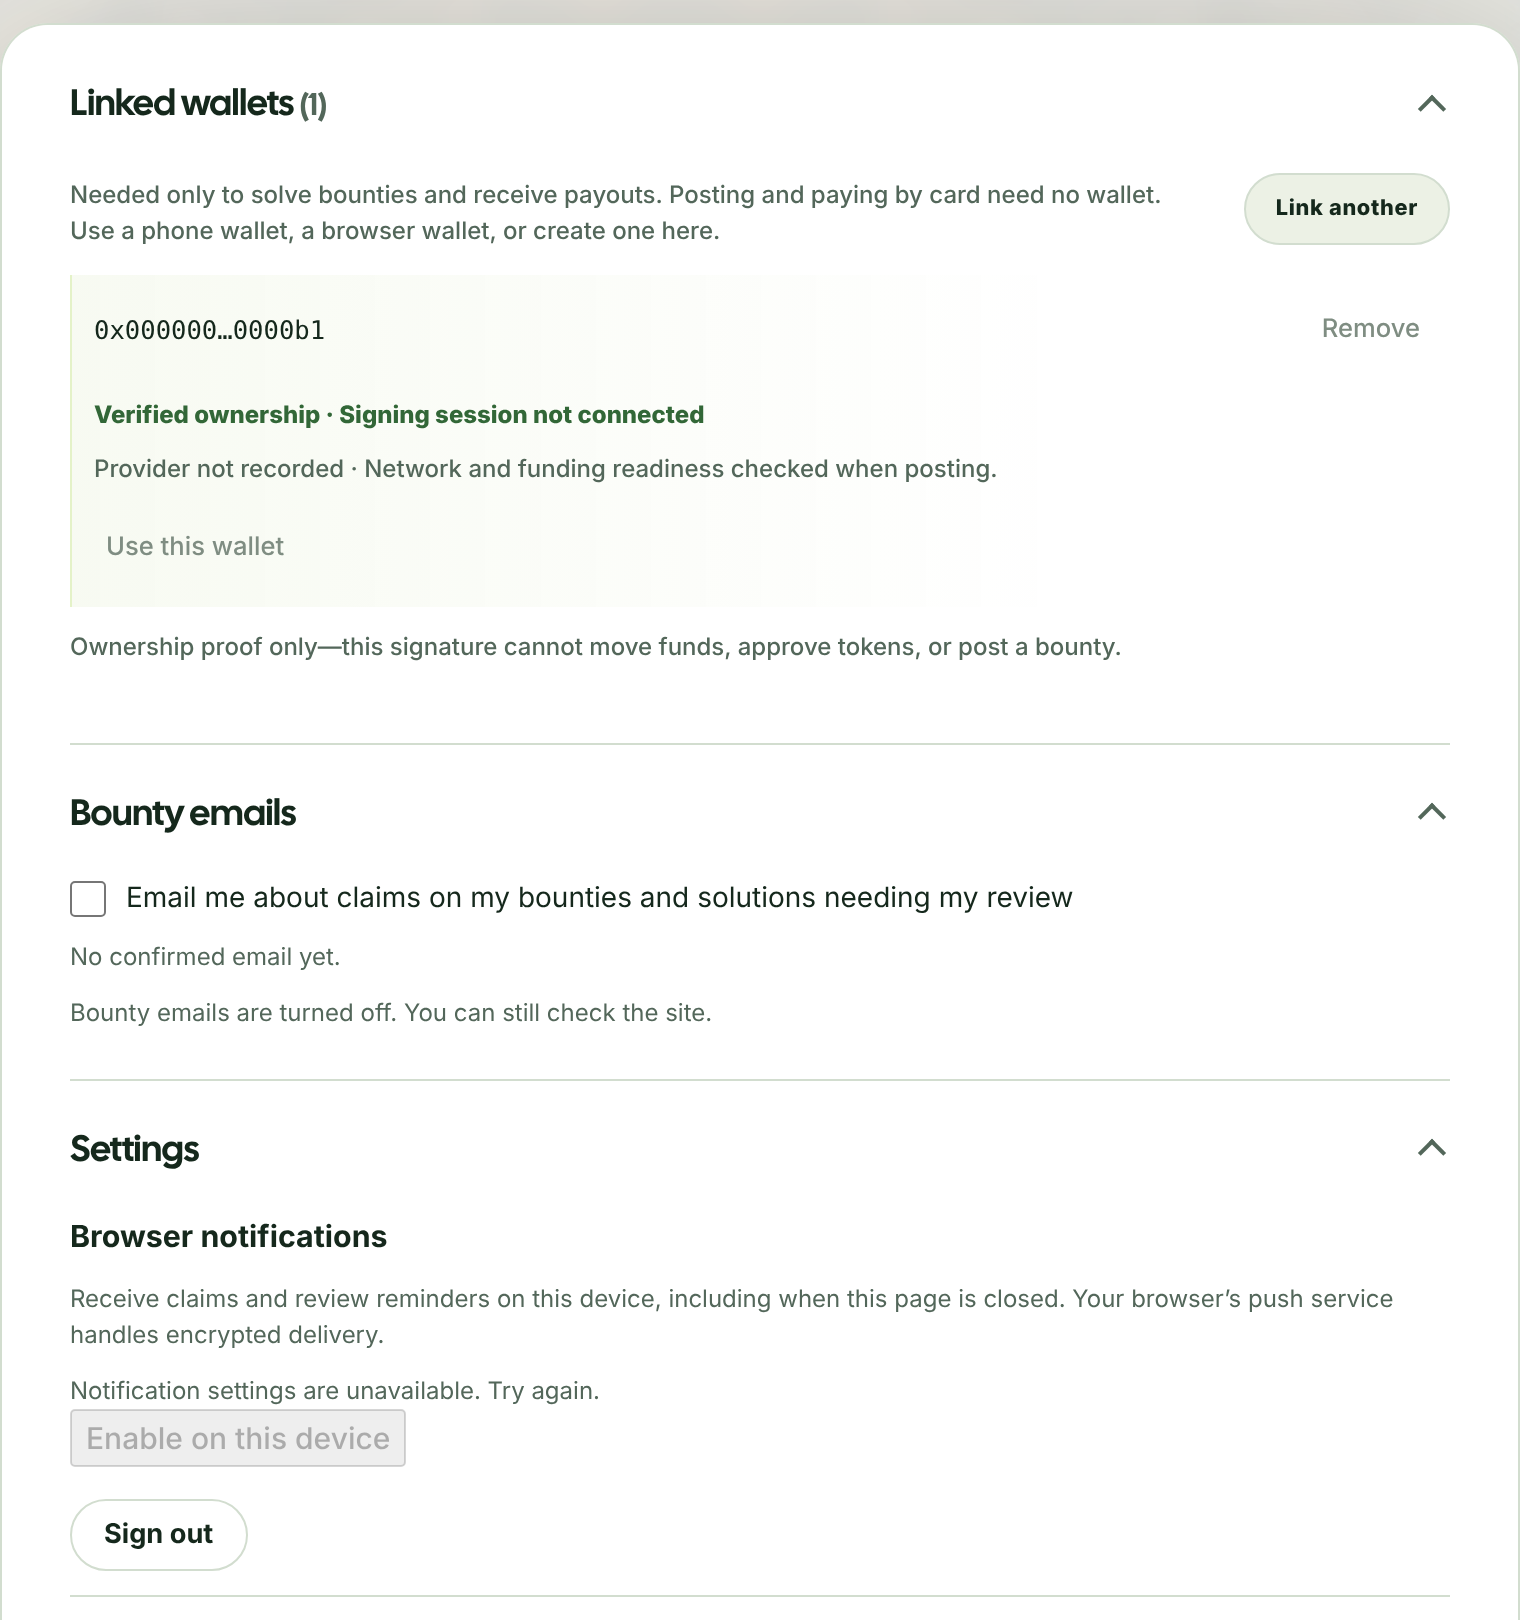 Linked wallets (1)
Needed only to solve bounties and receive payouts. Posting and paying by card need no wallet.
Use a phone wallet, a browser wallet, or create one here.
Link another
0x000000…0000b1
Remove
Verified ownership · Signing session not connected
Provider not recorded · Network and funding readiness checked when posting.
Use this wallet
Ownership proof only—this signature cannot move funds, approve tokens, or post a bounty.
Bounty emails
Email me about claims on my bounties and solutions needing my review
No confirmed email yet.
Bounty emails are turned off. You can still check the site.
Settings
Browser notifications
Receive claims and review reminders on this device, including when this page is closed. Your browser’s push service
handles encrypted delivery.
Notification settings are unavailable. Try again.
Enable on this device
Sign out